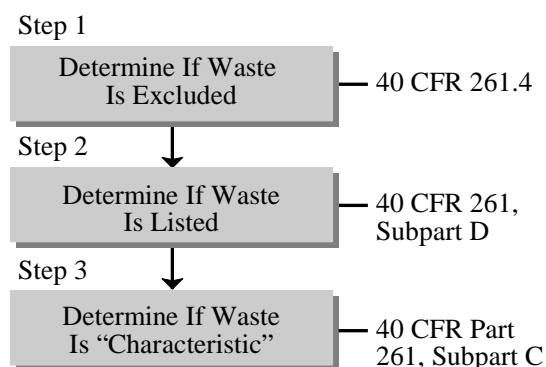 Step 1
Determine If Waste
Is Excluded
40 CFR 261.4
Step 2
Determine If Waste
Is Listed
40 CFR 261,
Subpart D
Step 3
Determine If Waste
Is “Characteristic”
40 CFR Part
261, Subpart C